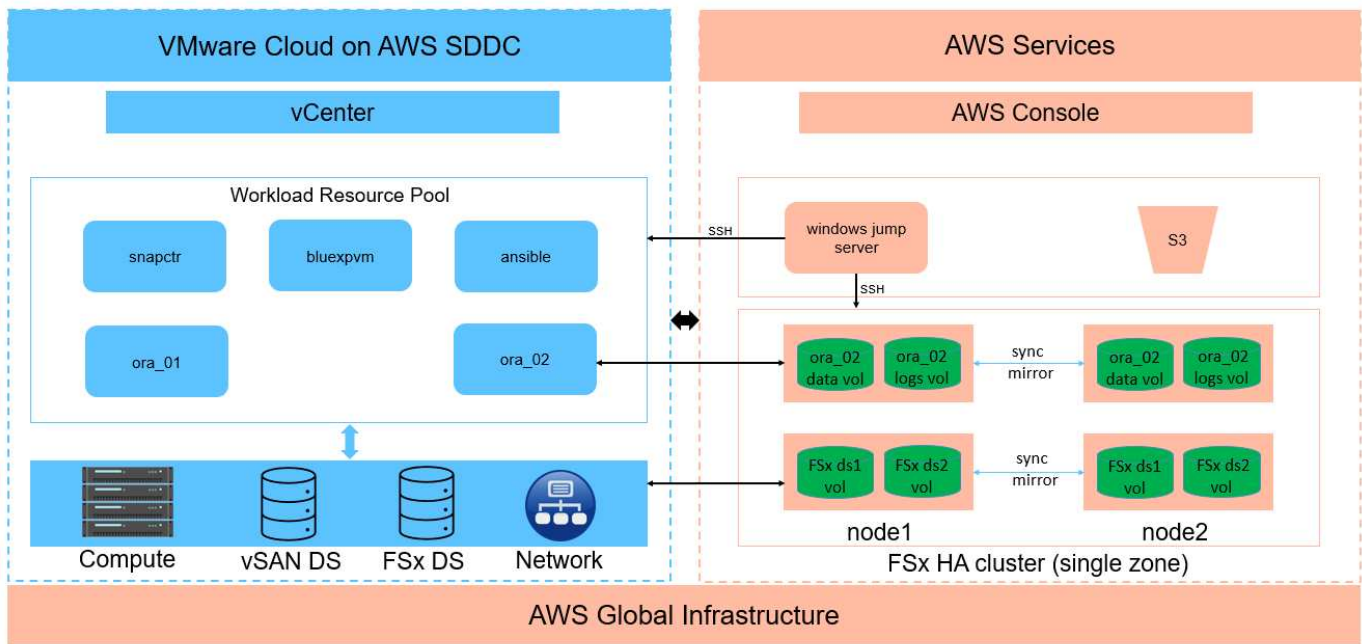 VMware Cloud on AWS SDDC
vCenter
Workload Resource Pool
snapctr
bluexpvm
ansible
ora_01
ora_02
Compute
vSAN DS
FSx DS
Network
AWS Services
AWS Console
SSH
windows jump
server
S3
SSH
ora_02
data vol
ora_02
logs vol
sync
mirror
ora_02
data vol
ora_02
logs vol
FSx ds1
vol
FSx ds2
vol
sync
mirror
FSx ds1
vol
FSx ds2
vol
node1
node2
FSx HA cluster (single zone)
AWS Global Infrastructure